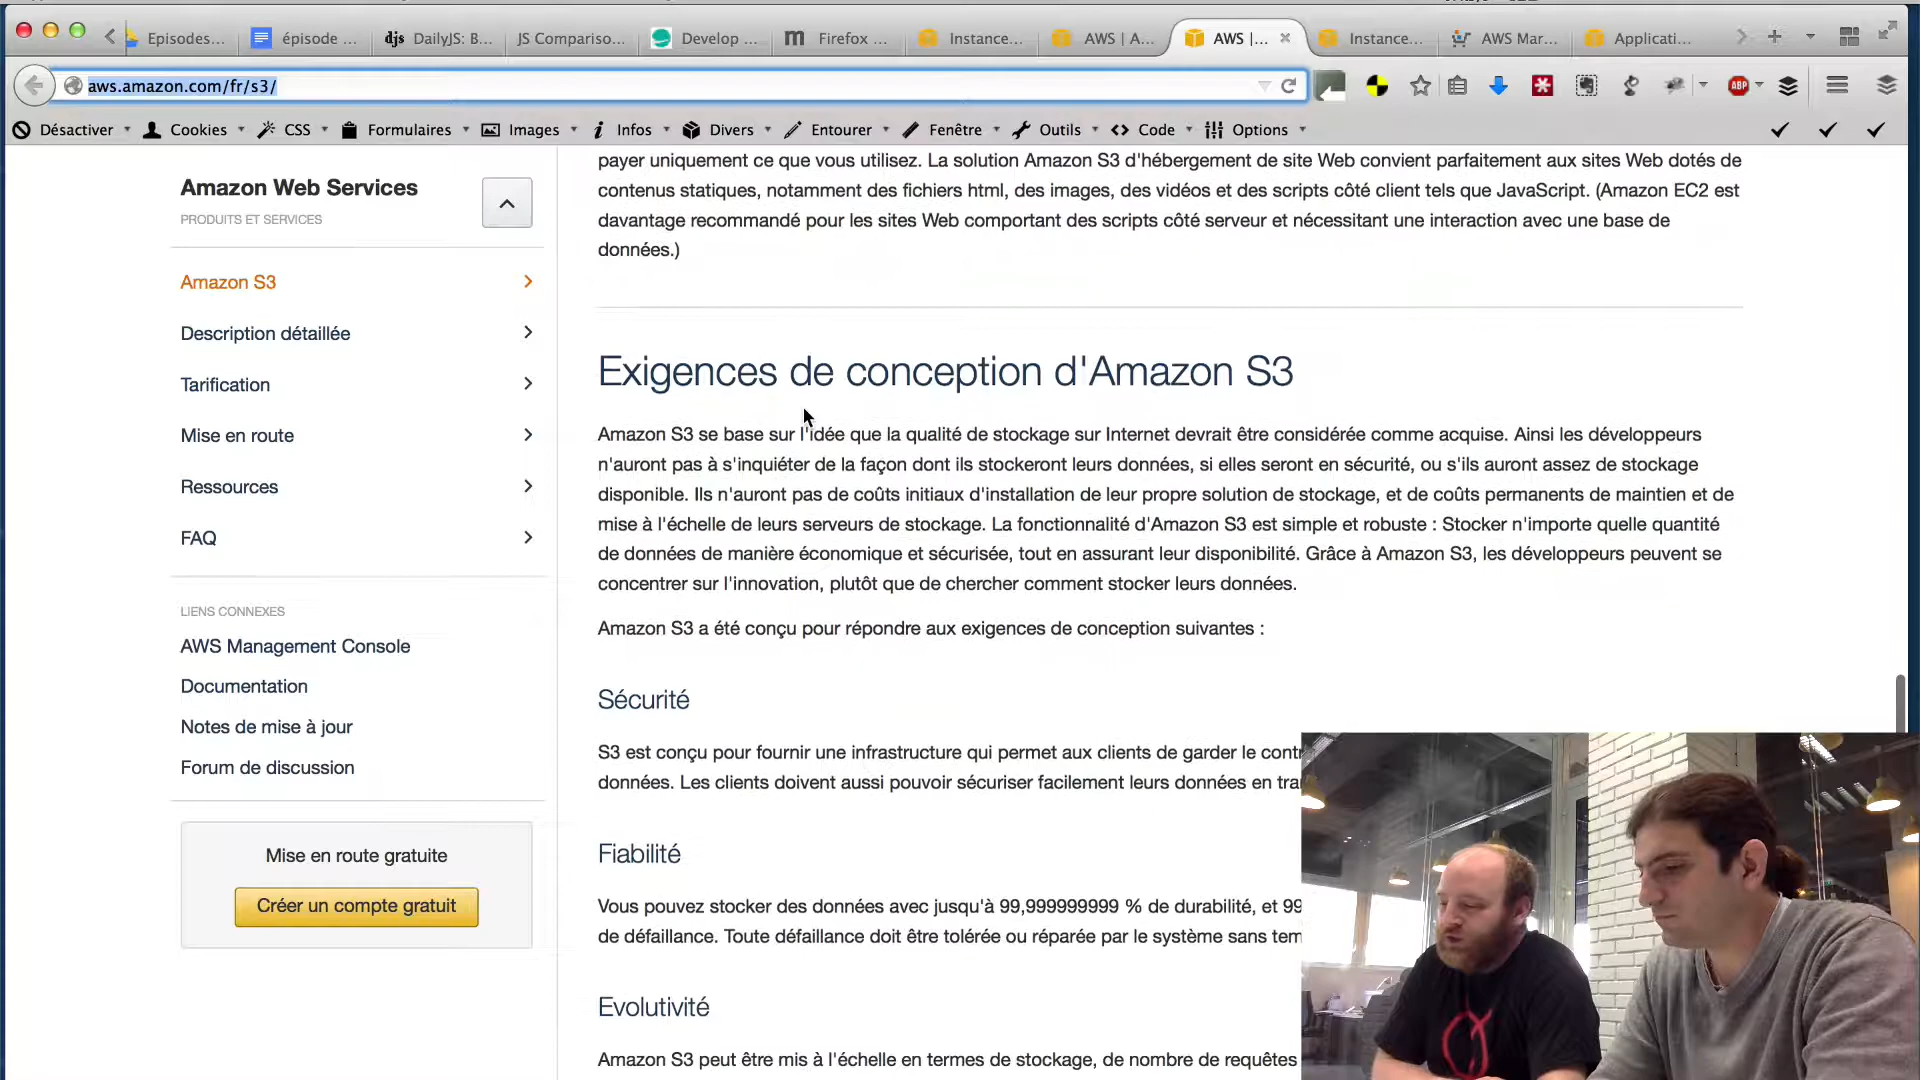 Episodes...
épisode ...
djs DailyJS: B...
JS Compariso...
Develop ...
m Firefox ...
Instance...
AWS | A...
AWS |...
Instance...
AWS Mar...
Applicati...
aws.amazon.com/fr/s3/
ABP
Désactiver
Cookies
CSS
Formulaires
Images
Infos
Divers
Entourer
Fenêtre
Outils
Code
Options
Amazon Web Services
PRODUITS ET SERVICES
Amazon S3
Description détaillée
Tarification
Mise en route
Ressources
FAQ
LIENS CONNEXES
AWS Management Console
Documentation
Notes de mise à jour
Forum de discussion
Mise en route gratuite
Créer un compte gratuit
payer uniquement ce que vous utilisez. La solution Amazon S3 d'hébergement de site Web convient parfaitement aux sites Web dotés de
contenus statiques, notamment des fichiers html, des images, des vidéos et des scripts côté client tels que JavaScript. (Amazon EC2 est
davantage recommandé pour les sites Web comportant des scripts côté serveur et nécessitant une interaction avec une base de
données.)
Exigences de conception d'Amazon S3
Amazon S3 se base sur l'idée que la qualité de stockage sur Internet devrait être considérée comme acquise. Ainsi les développeurs
n'auront pas à s'inquiéter de la façon dont ils stockeront leurs données, si elles seront en sécurité, ou s'ils auront assez de stockage
disponible. Ils n'auront pas de coûts initiaux d'installation de leur propre solution de stockage, et de coûts permanents de maintien et de
mise à l'échelle de leurs serveurs de stockage. La fonctionnalité d'Amazon S3 est simple et robuste : Stocker n'importe quelle quantité
de données de manière économique et sécurisée, tout en assurant leur disponibilité. Grâce à Amazon S3, les développeurs peuvent se
concentrer sur l'innovation, plutôt que de chercher comment stocker leurs données.
Amazon S3 a été conçu pour répondre aux exigences de conception suivantes :
Sécurité
S3 est conçu pour fournir une infrastructure qui permet aux clients de garder le contr
données. Les clients doivent aussi pouvoir sécuriser facilement leurs données en tra
Fiabilité
Vous pouvez stocker des données avec jusqu'à 99,999999999 % de durabilité, et 99
de défaillance. Toute défaillance doit être tolérée ou réparée par le système sans tem
Evolutivité
Amazon S3 peut être mis à l'échelle en termes de stockage, de nombre de requêtes